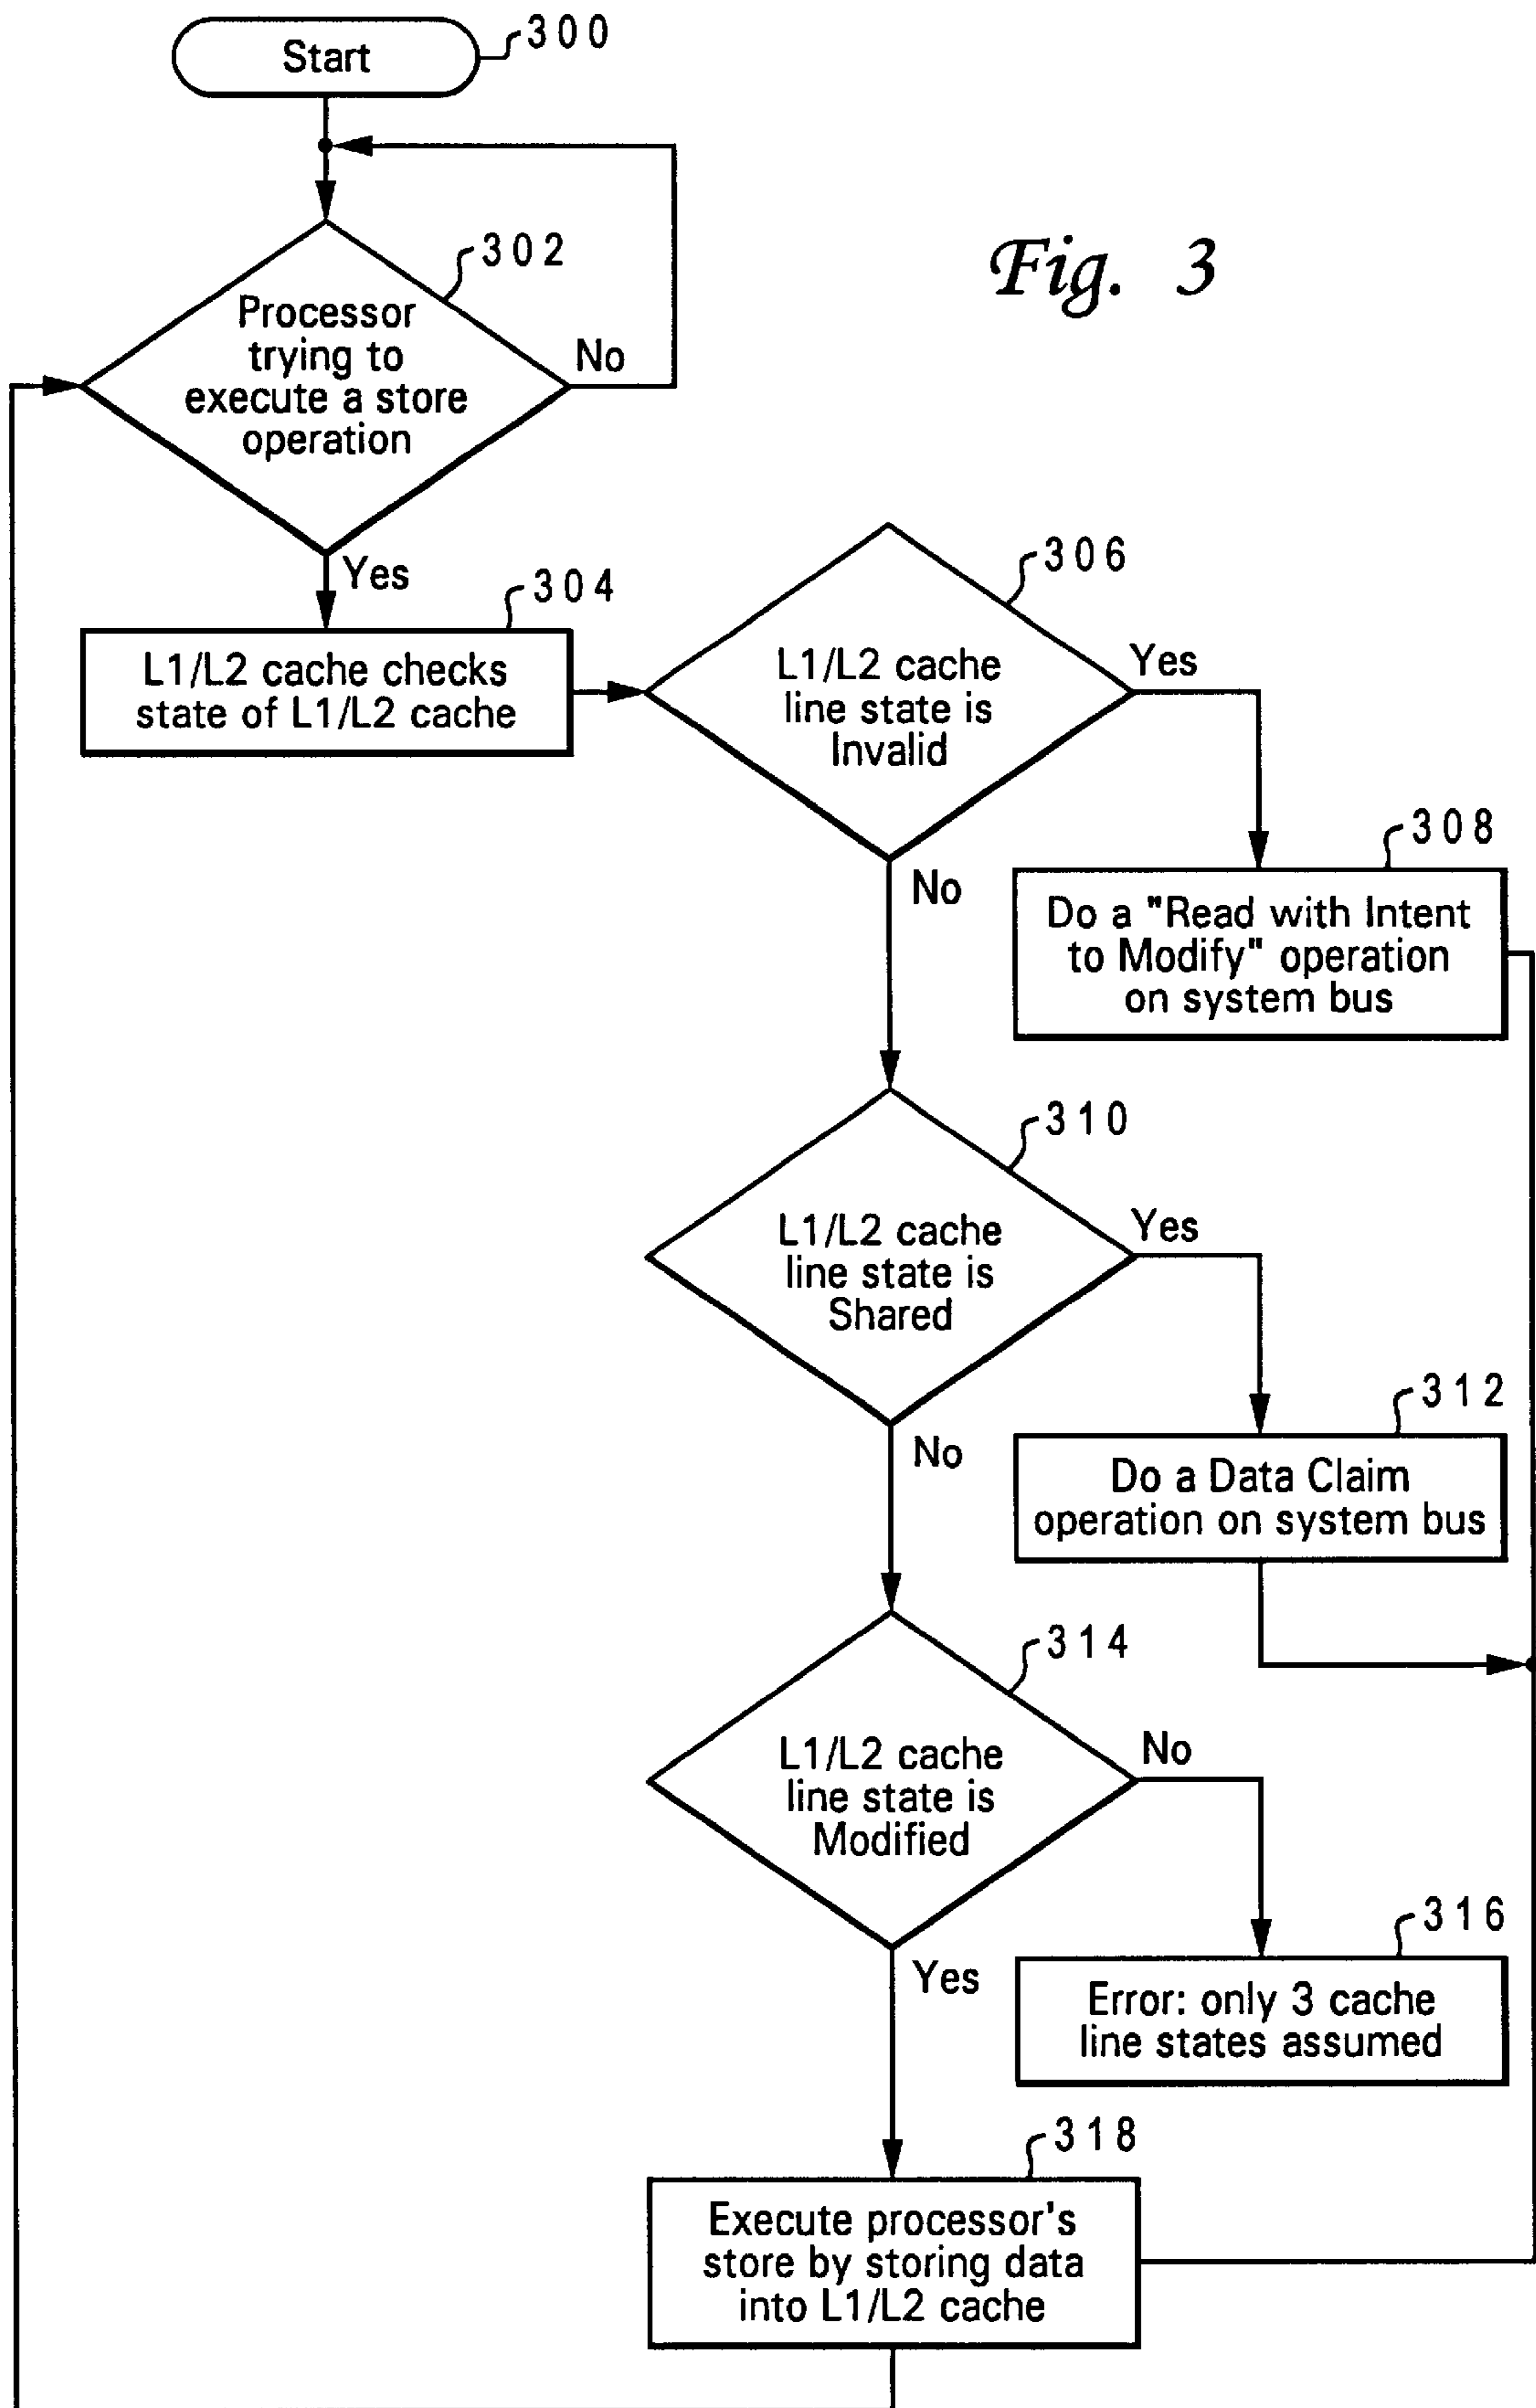 Start
300
302
Fig. 3
Processor
trying to
execute a store
operation
No
Yes
304
L1/L2 cache checks
state of L1/L2 cache
306
L1/L2 cache
line state is
Invalid
Yes
No
308
Do a "Read with Intent
to Modify" operation
on system bus
310
L1/L2 cache
line state is
Shared
Yes
No
312
Do a Data Claim
operation on system bus
314
L1/L2 cache
line state is
Modified
No
Yes
316
Error: only 3 cache
line states assumed
318
Execute processor's
store by storing data
into L1/L2 cache